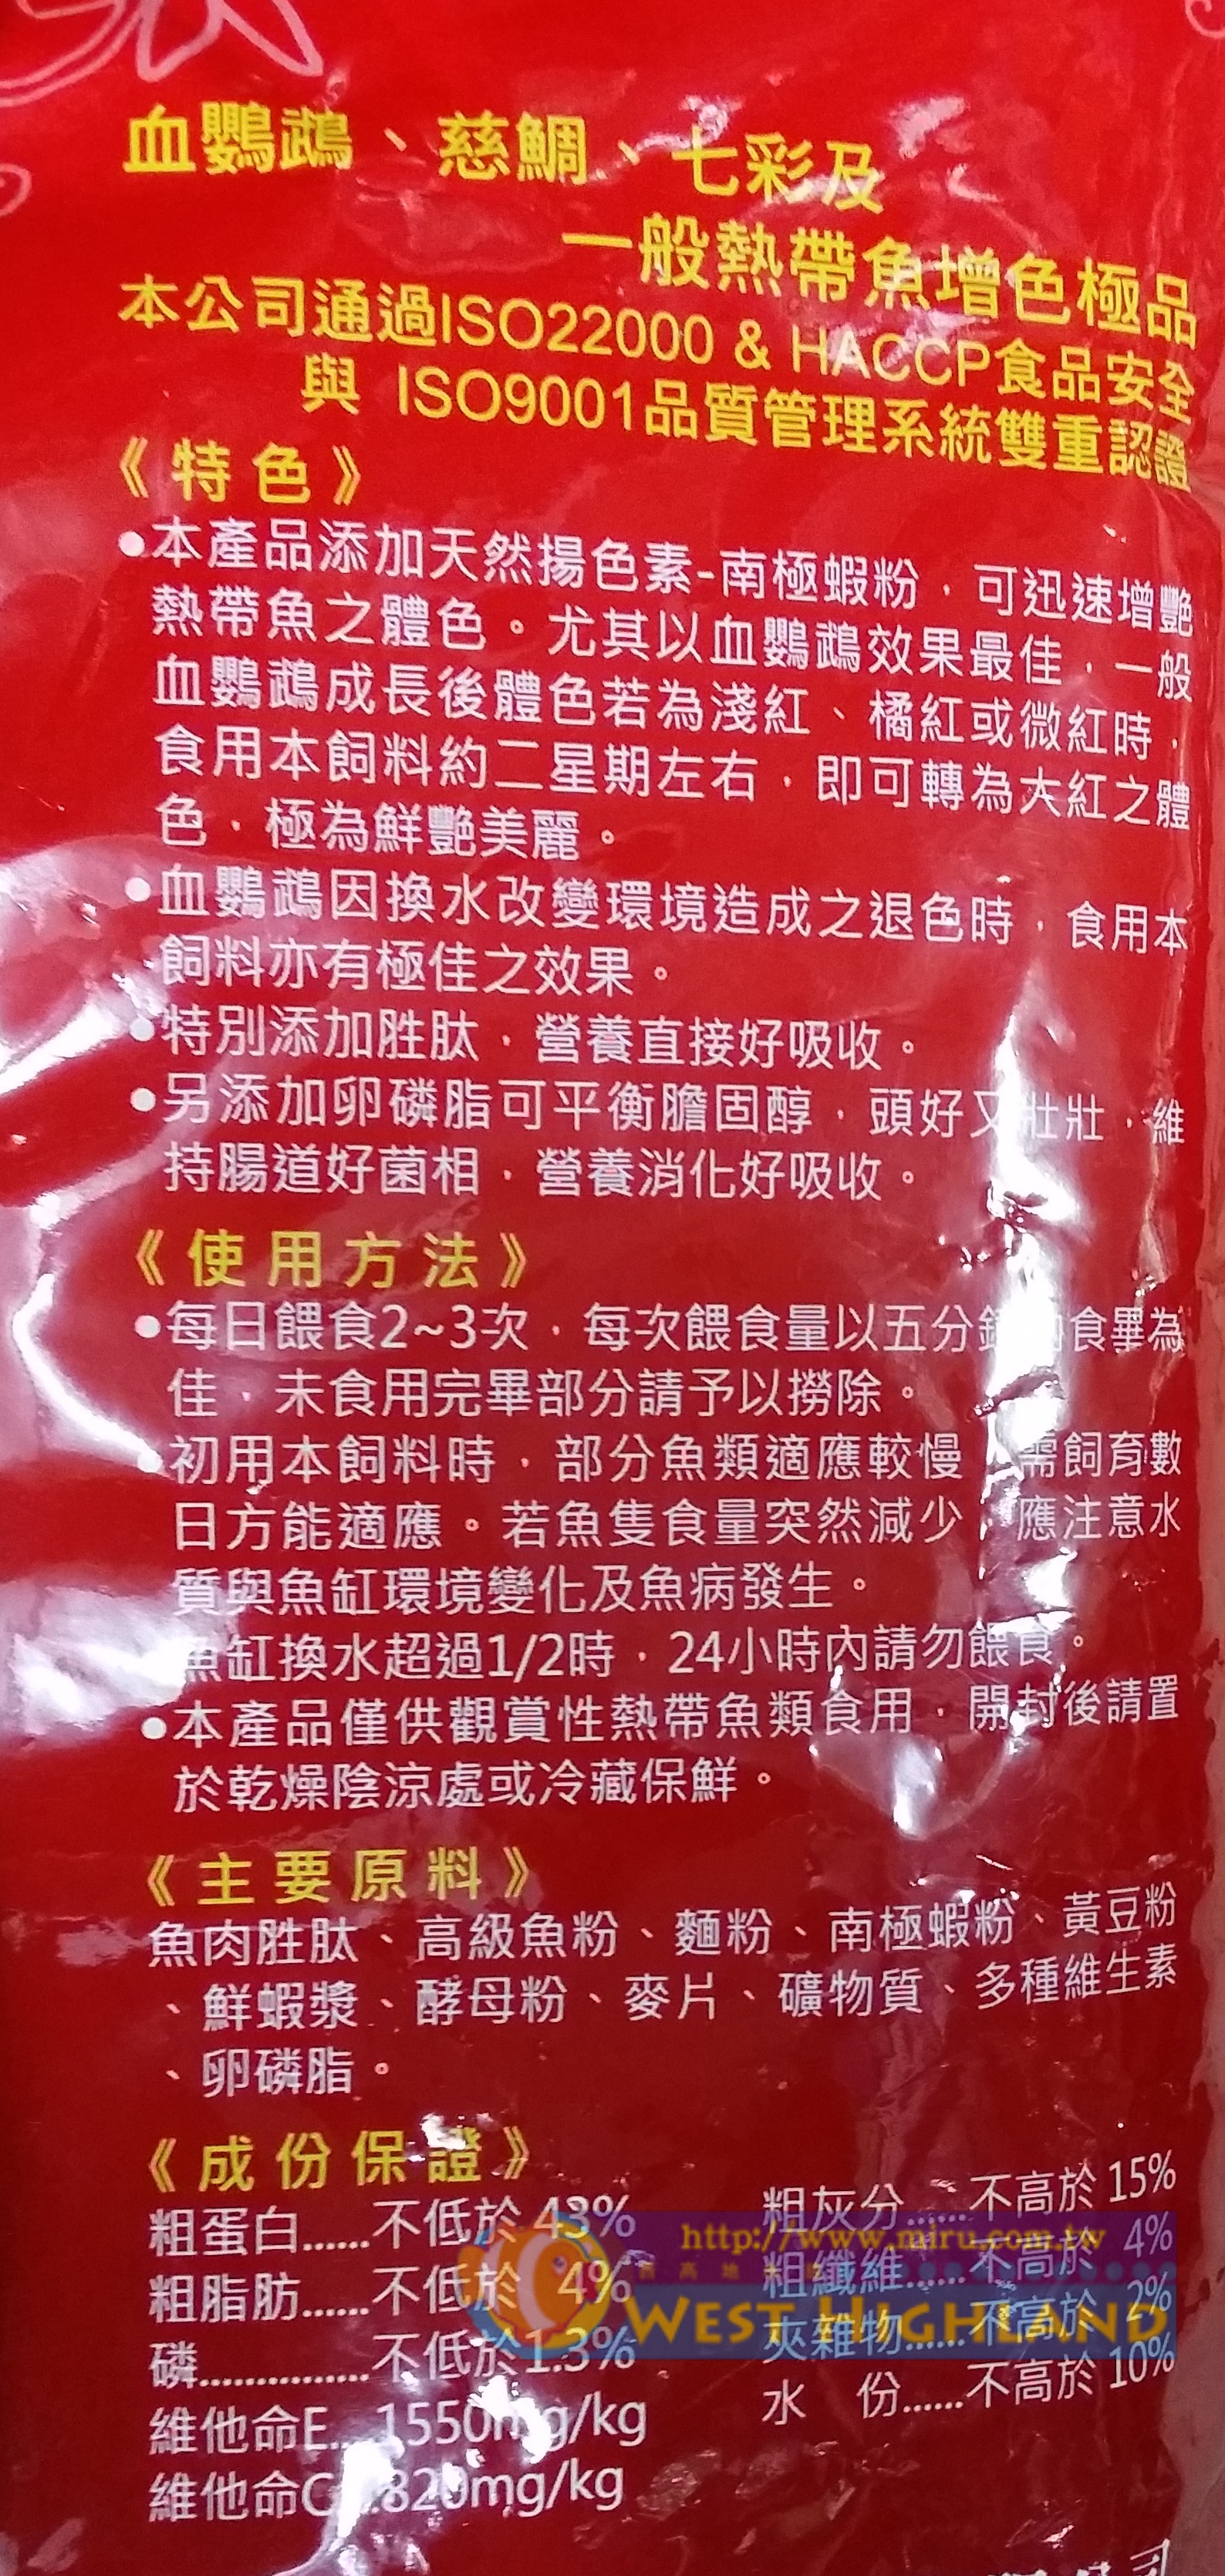 血鸚鵡、慈鯛、七彩及
一般熱帶魚增色極品
本公司通過ISO22000 & HACCP食品安全
與 ISO9001品質管理系統雙重認證
《特色》
●本產品添加天然揚色素-南極蝦粉，可迅速增艷
熱帶魚之體色。尤其以血鸚鵡效果最佳，一般
血鸚鵡成長後體色若為淺紅、橘紅或微紅時，
食用本飼料約二星期左右，即可轉為大紅之體
色，極為鮮艷美麗。
●血鸚鵡因換水改變環境造成之退色時，食用本
飼料亦有極佳之效果。
●特別添加胜肽，營養直接好吸收。
●另添加卵磷脂可平衡膽固醇，頭好又壯壯，維
持腸道好菌相，營養消化好吸收。
《使用方法》
●每日餵食2~3次，每次餵食量以五分鐘內食畢為
佳，未食用完畢部分請予以撈除。
●初用本飼料時，部分魚類適應較慢，需飼育數
日方能適應。若魚隻食量突然減少，應注意水
質與魚缸環境變化及魚病發生。
魚缸換水超過1/2時，24小時內請勿餵食。
●本產品僅供觀賞性熱帶魚類食用，開封後請置
於乾燥陰涼處或冷藏保鮮。
《主要原料》
魚肉胜肽、高級魚粉、麵粉、南極蝦粉、黃豆粉
、鮮蝦漿、酵母粉、麥片、礦物質、多種維生素
、卵磷脂。
《成份保證》
粗蛋白......不低於 43%
粗脂肪......不低於 4%
磷...............不低於1.3%
維他命E...1550mg/kg
維他命C...820mg/kg
粗灰分......不高於 15%
粗纖維......不高於 4%
夾雜物......不高於 2%
水 份......不高於 10%
http://www.miru.com.tw
WEST HIGHLAND